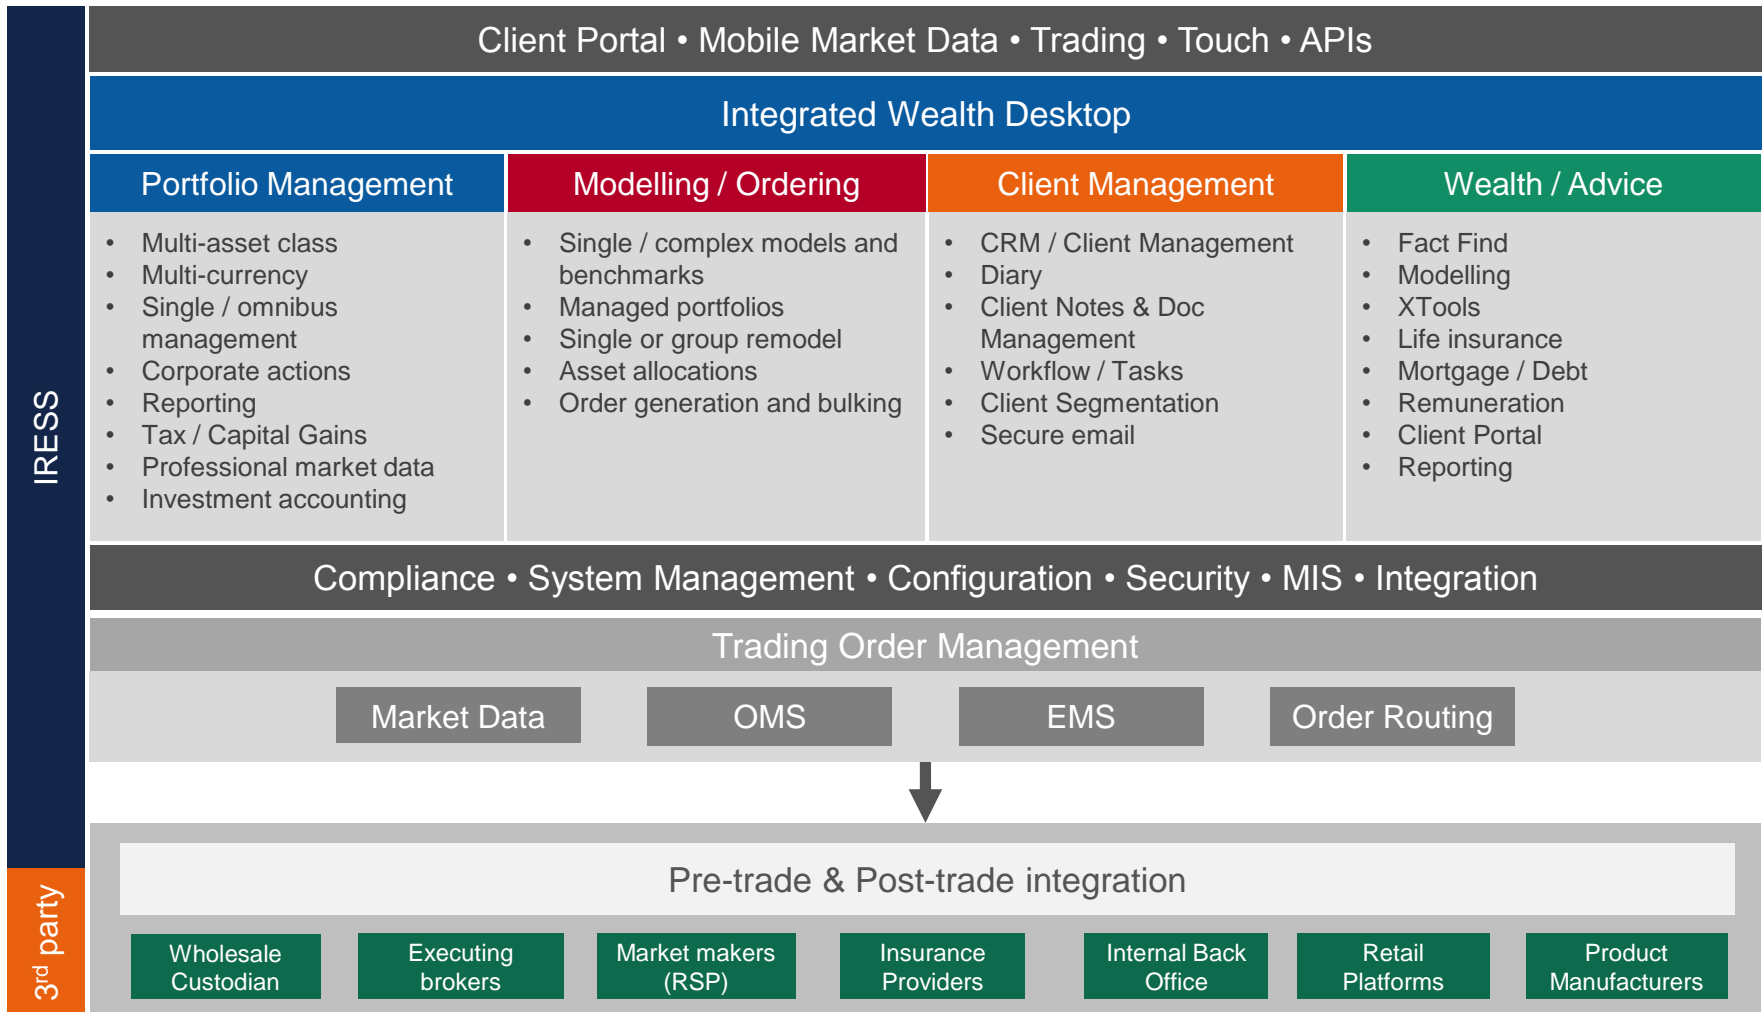 Client Portal • Mobile Market Data • Trading • Touch • APIs
Integrated Wealth Desktop
IRESS
Portfolio Management
• Multi-asset class
• Multi-currency
• Single / omnibus
management
• Corporate actions
• Reporting
• Tax / Capital Gains
• Professional market data
• Investment accounting
Modelling / Ordering
• Single / complex models and
benchmarks
• Managed portfolios
• Single or group remodel
• Asset allocations
• Order generation and bulking
Client Management
• CRM / Client Management
• Diary
• Client Notes & Doc
Management
• Workflow / Tasks
• Client Segmentation
• Secure email
Wealth / Advice
• Fact Find
• Modelling
• XTools
• Life insurance
• Mortgage / Debt
• Remuneration
• Client Portal
• Reporting
Compliance • System Management • Configuration • Security • MIS • Integration
Trading Order Management
Market Data
OMS
EMS
Order Routing
3rd party
Pre-trade & Post-trade integration
Wholesale
Custodian
Executing
brokers
Market makers
(RSP)
Insurance
Providers
Internal Back
Office
Retail
Platforms
Product
Manufacturers